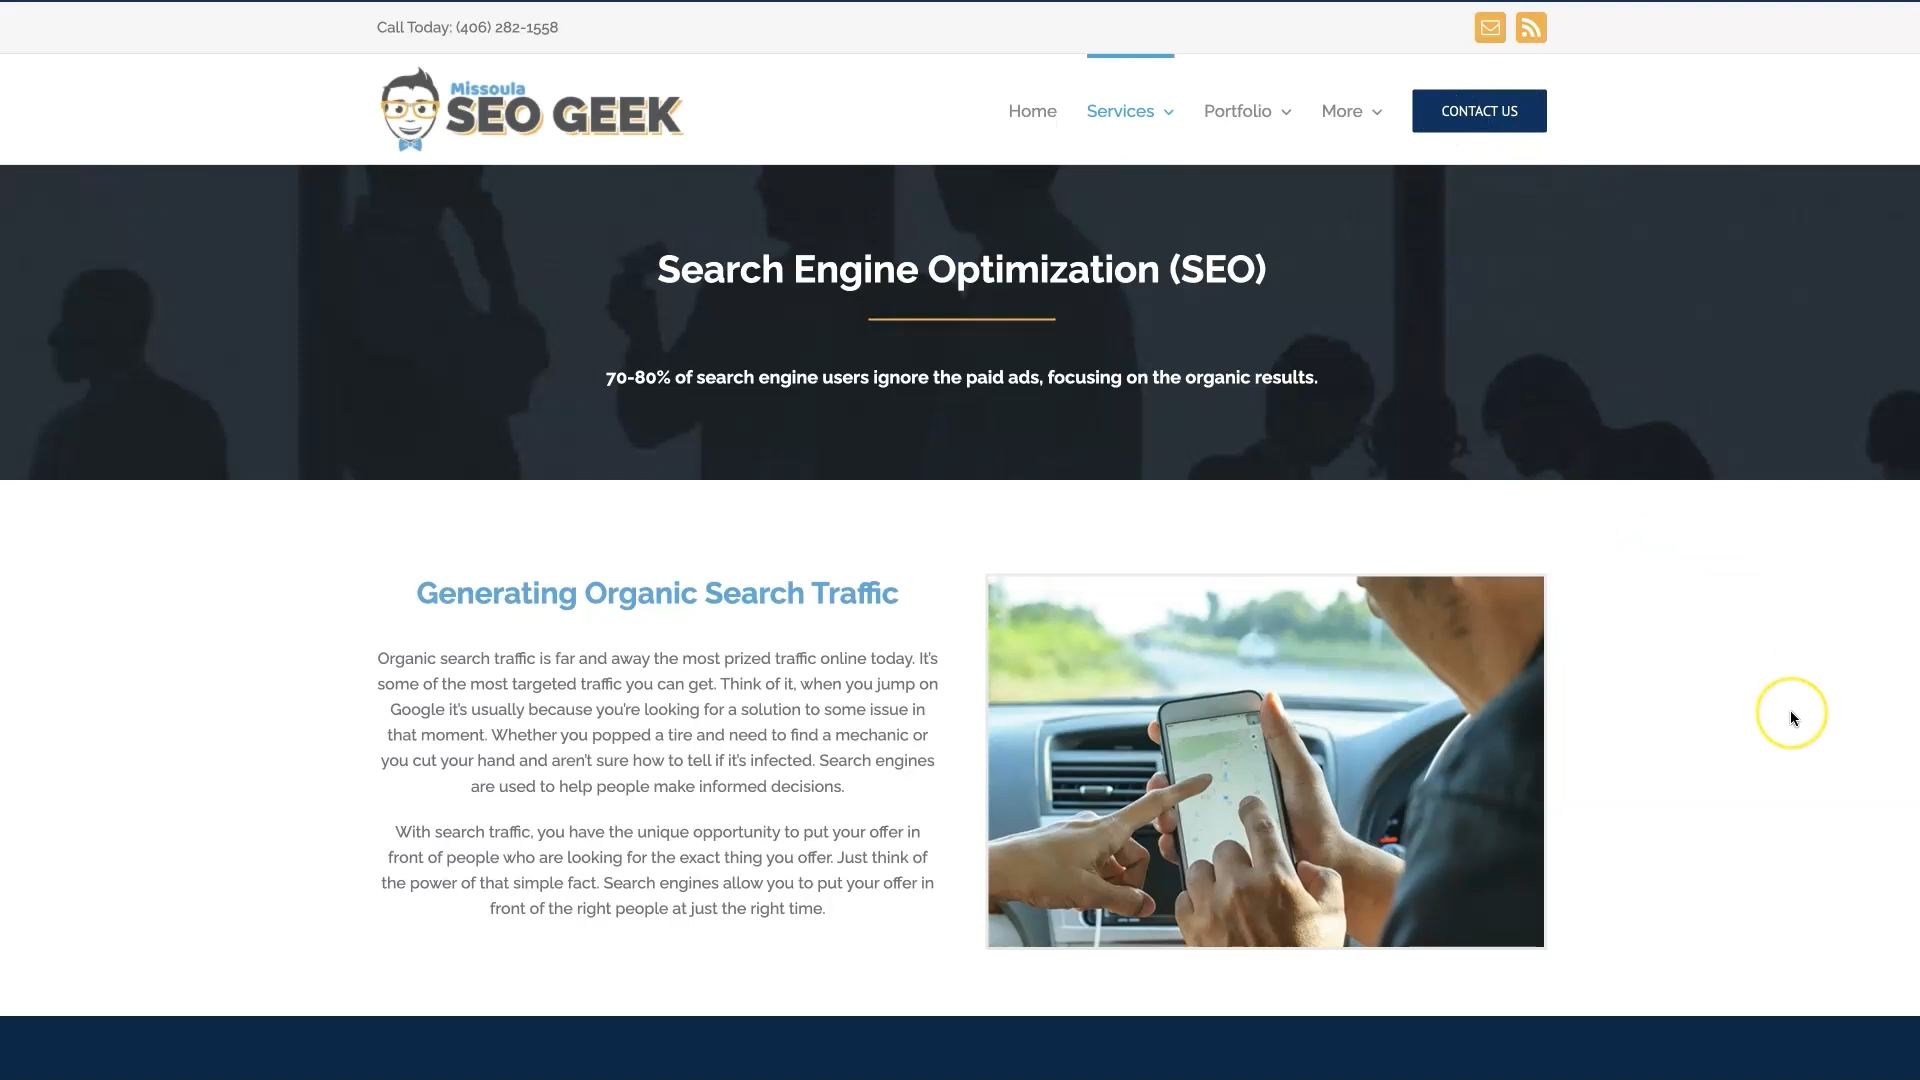 Call Today: (406) 282-1558
Missoula
SEO GEEK
Home
Services
Portfolio
More
CONTACT US
Search Engine Optimization (SEO)
70-80% of search engine users ignore the paid ads, focusing on the organic results.
Generating Organic Search Traffic
Organic search traffic is far and away the most prized traffic online today. It's
some of the most targeted traffic you can get. Think of it, when you jump on
Google it's usually because you're looking for a solution to some issue in
that moment. Whether you popped a tire and need to find a mechanic or
you cut your hand and aren't sure how to tell if it's infected. Search engines
are used to help people make informed decisions.
With search traffic, you have the unique opportunity to put your offer in
front of people who are looking for the exact thing you offer. Just think of
the power of that simple fact. Search engines allow you to put your offer in
front of the right people at just the right time.